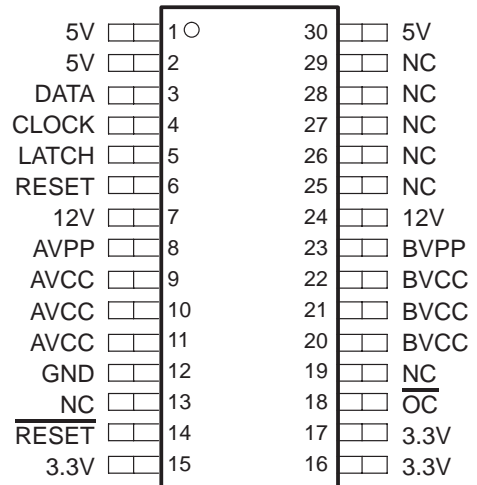 5V 1 30 5V
5V 2 29 NC
DATA 3 28 NC
CLOCK 4 27 NC
LATCH 5 26 NC
RESET 6 25 NC
12V 7 24 12V
AVPP 8 23 BVPP
AVCC 9 22 BVCC
AVCC 10 21 BVCC
AVCC 11 20 BVCC
GND 12 19 NC
NC 13 18 O̅C̅
R̅E̅S̅E̅T̅ 14 17 3.3V
3.3V 15 16 3.3V